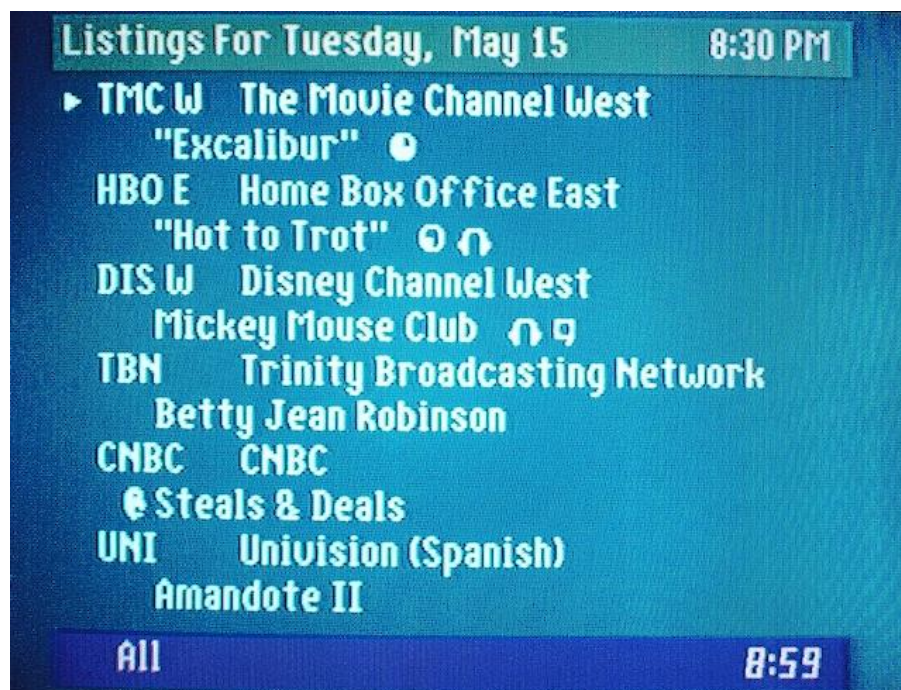 Listings For Tuesday, May 15 8:30 PM
TMC W The Movie Channel West
"Excalibur"
HBO E Home Box Office East
"Hot to Trot"
DIS W Disney Channel West
Mickey Mouse Club
TBN Trinity Broadcasting Network
Betty Jean Robinson
CNBC CNBC
Steals & Deals
UNI Univision (Spanish)
Amandote II
All 8:59